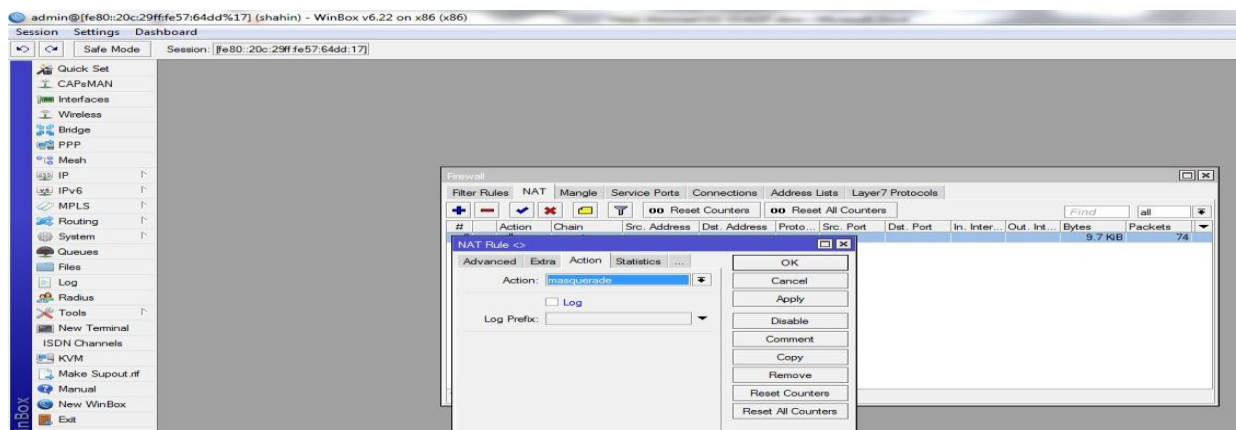 admin@[fe80::20c:29ff:fe57:64dd%17] (shahin) - WinBox v6.22 on x86 (x86)
Session Settings Dashboard
Safe Mode Session: [fe80::20c:29ff:fe57:64dd:17]
Quick Set
CAPsMAN
Interfaces
Wireless
Bridge
PPP
Mesh
IP
IPv6
MPLS
Routing
System
Queues
Files
Log
Radius
Tools
New Terminal
ISDN Channels
KVM
Make Supout.rif
Manual
New WinBox
Exit
nBox
Firewall
Filter Rules NAT Mangle Service Ports Connections Address Lists Layer7 Protocols
00 Reset Counters 00 Reset All Counters Find all
# Action Chain Src. Address Dst. Address Proto... Src. Port Dst. Port In. Inter... Out. Int... Bytes Packets
9.7 KiB 74
NAT Rule <>
Advanced Extra Action Statistics ...
Action: masquerade
Log
Log Prefix:
OK
Cancel
Apply
Disable
Comment
Copy
Remove
Reset Counters
Reset All Counters